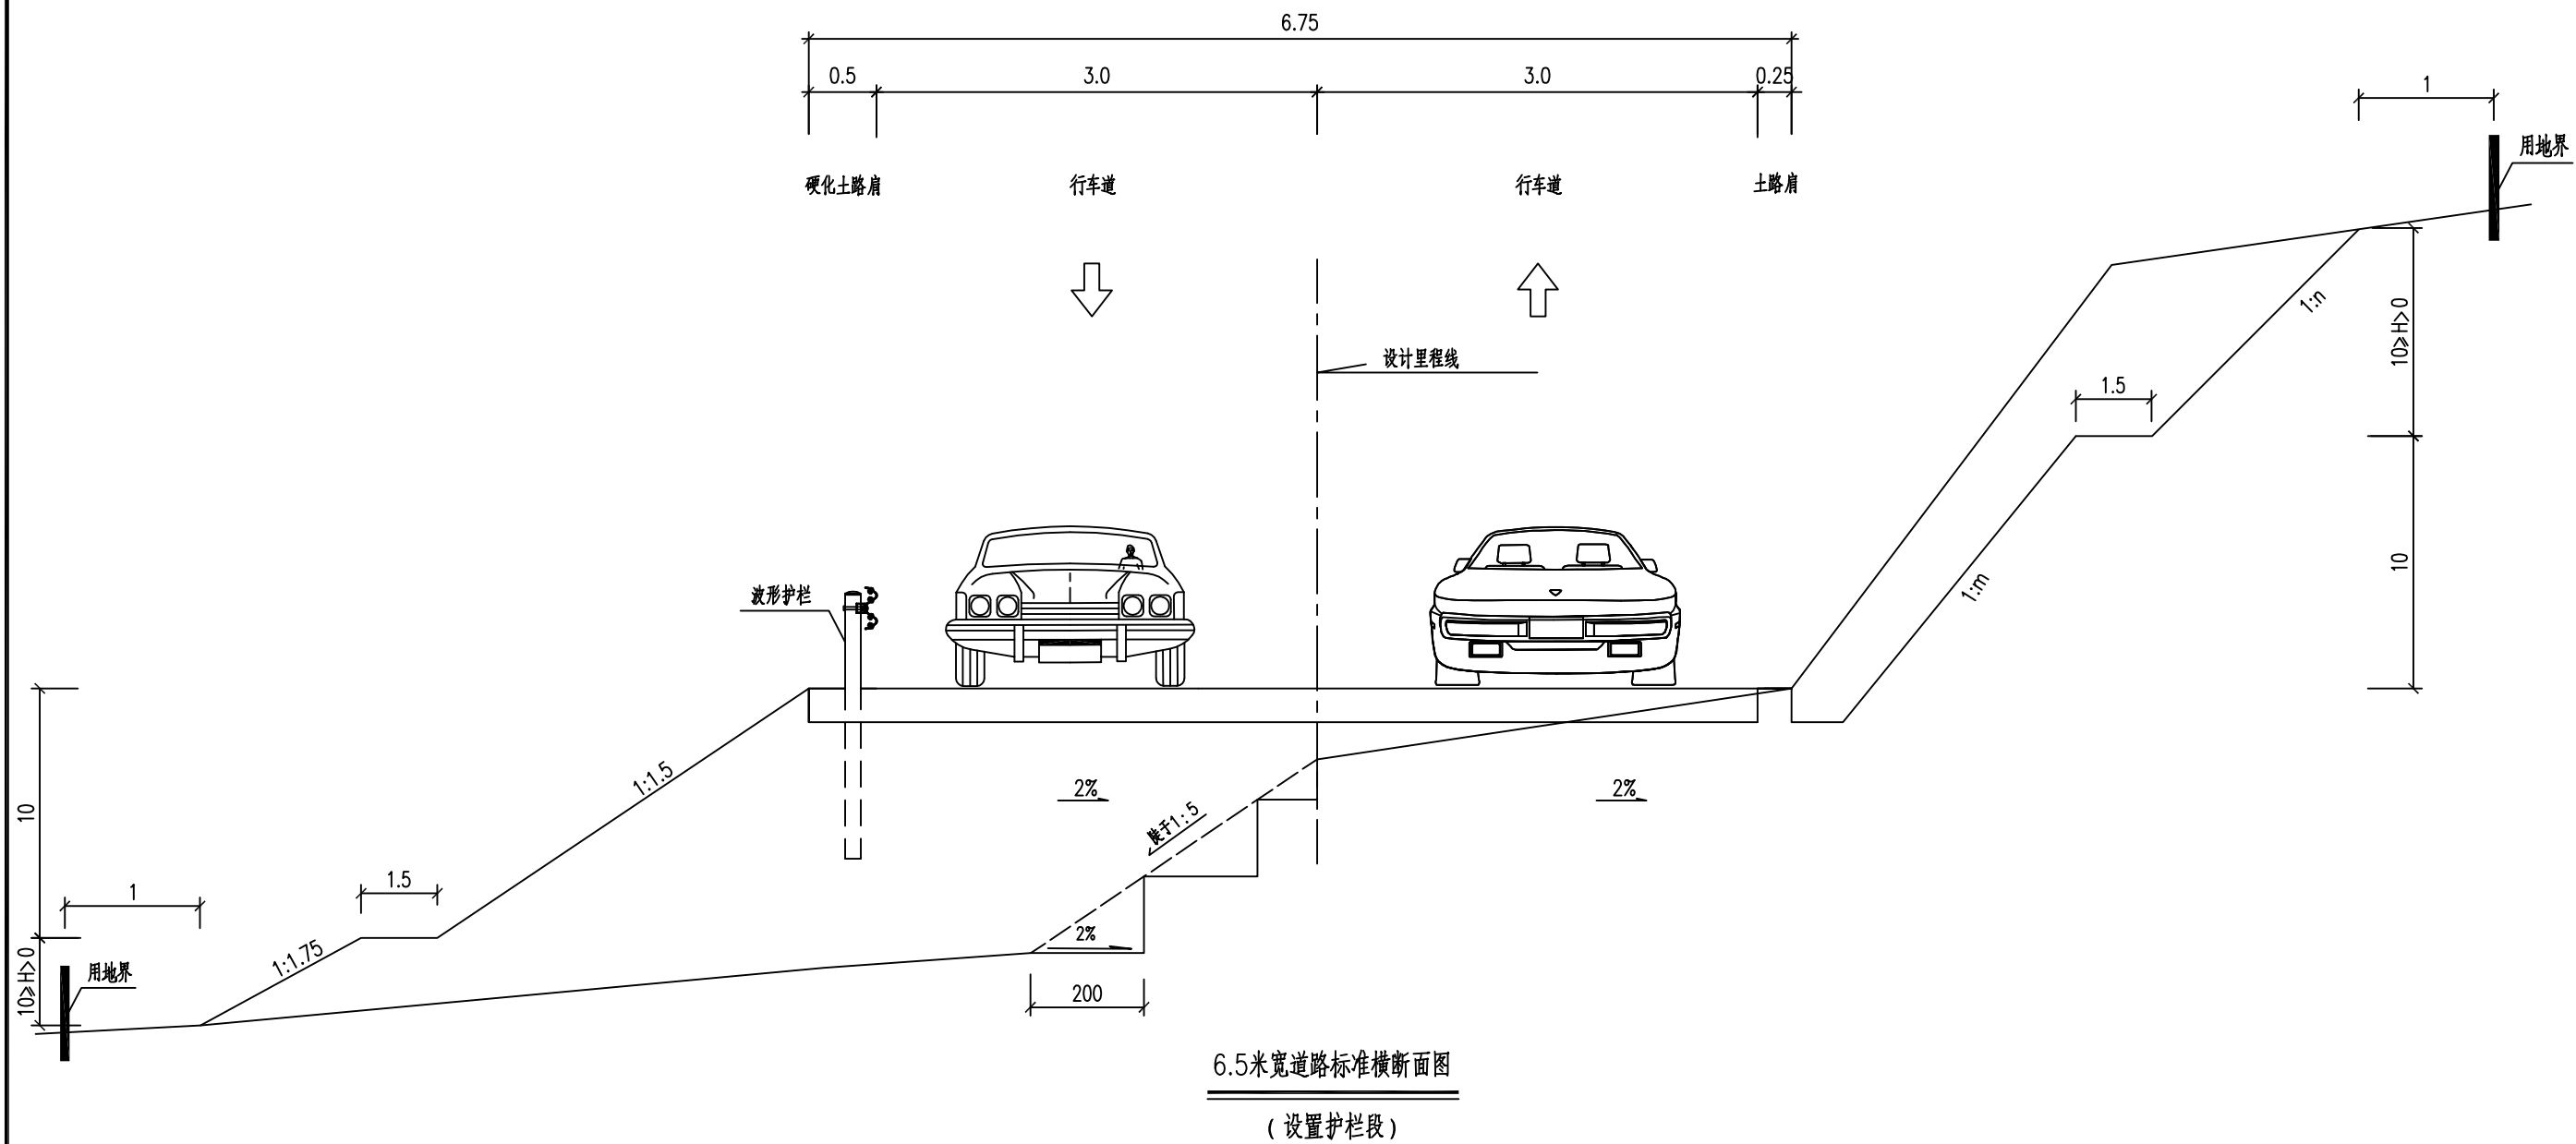 6.75
0.5
3.0
3.0
0.25
1
硬化土路肩
行车道
行车道
土路肩
用地界
设计里程线
1:n
10≥H>0
1.5
10
1:m
波形护栏
1:1.5
2%
2%
陡于1:5
10
1.5
1
1:1.75
2%
10≥H>0
用地界
200
6.5米宽道路标准横断面图
(设置护栏段)